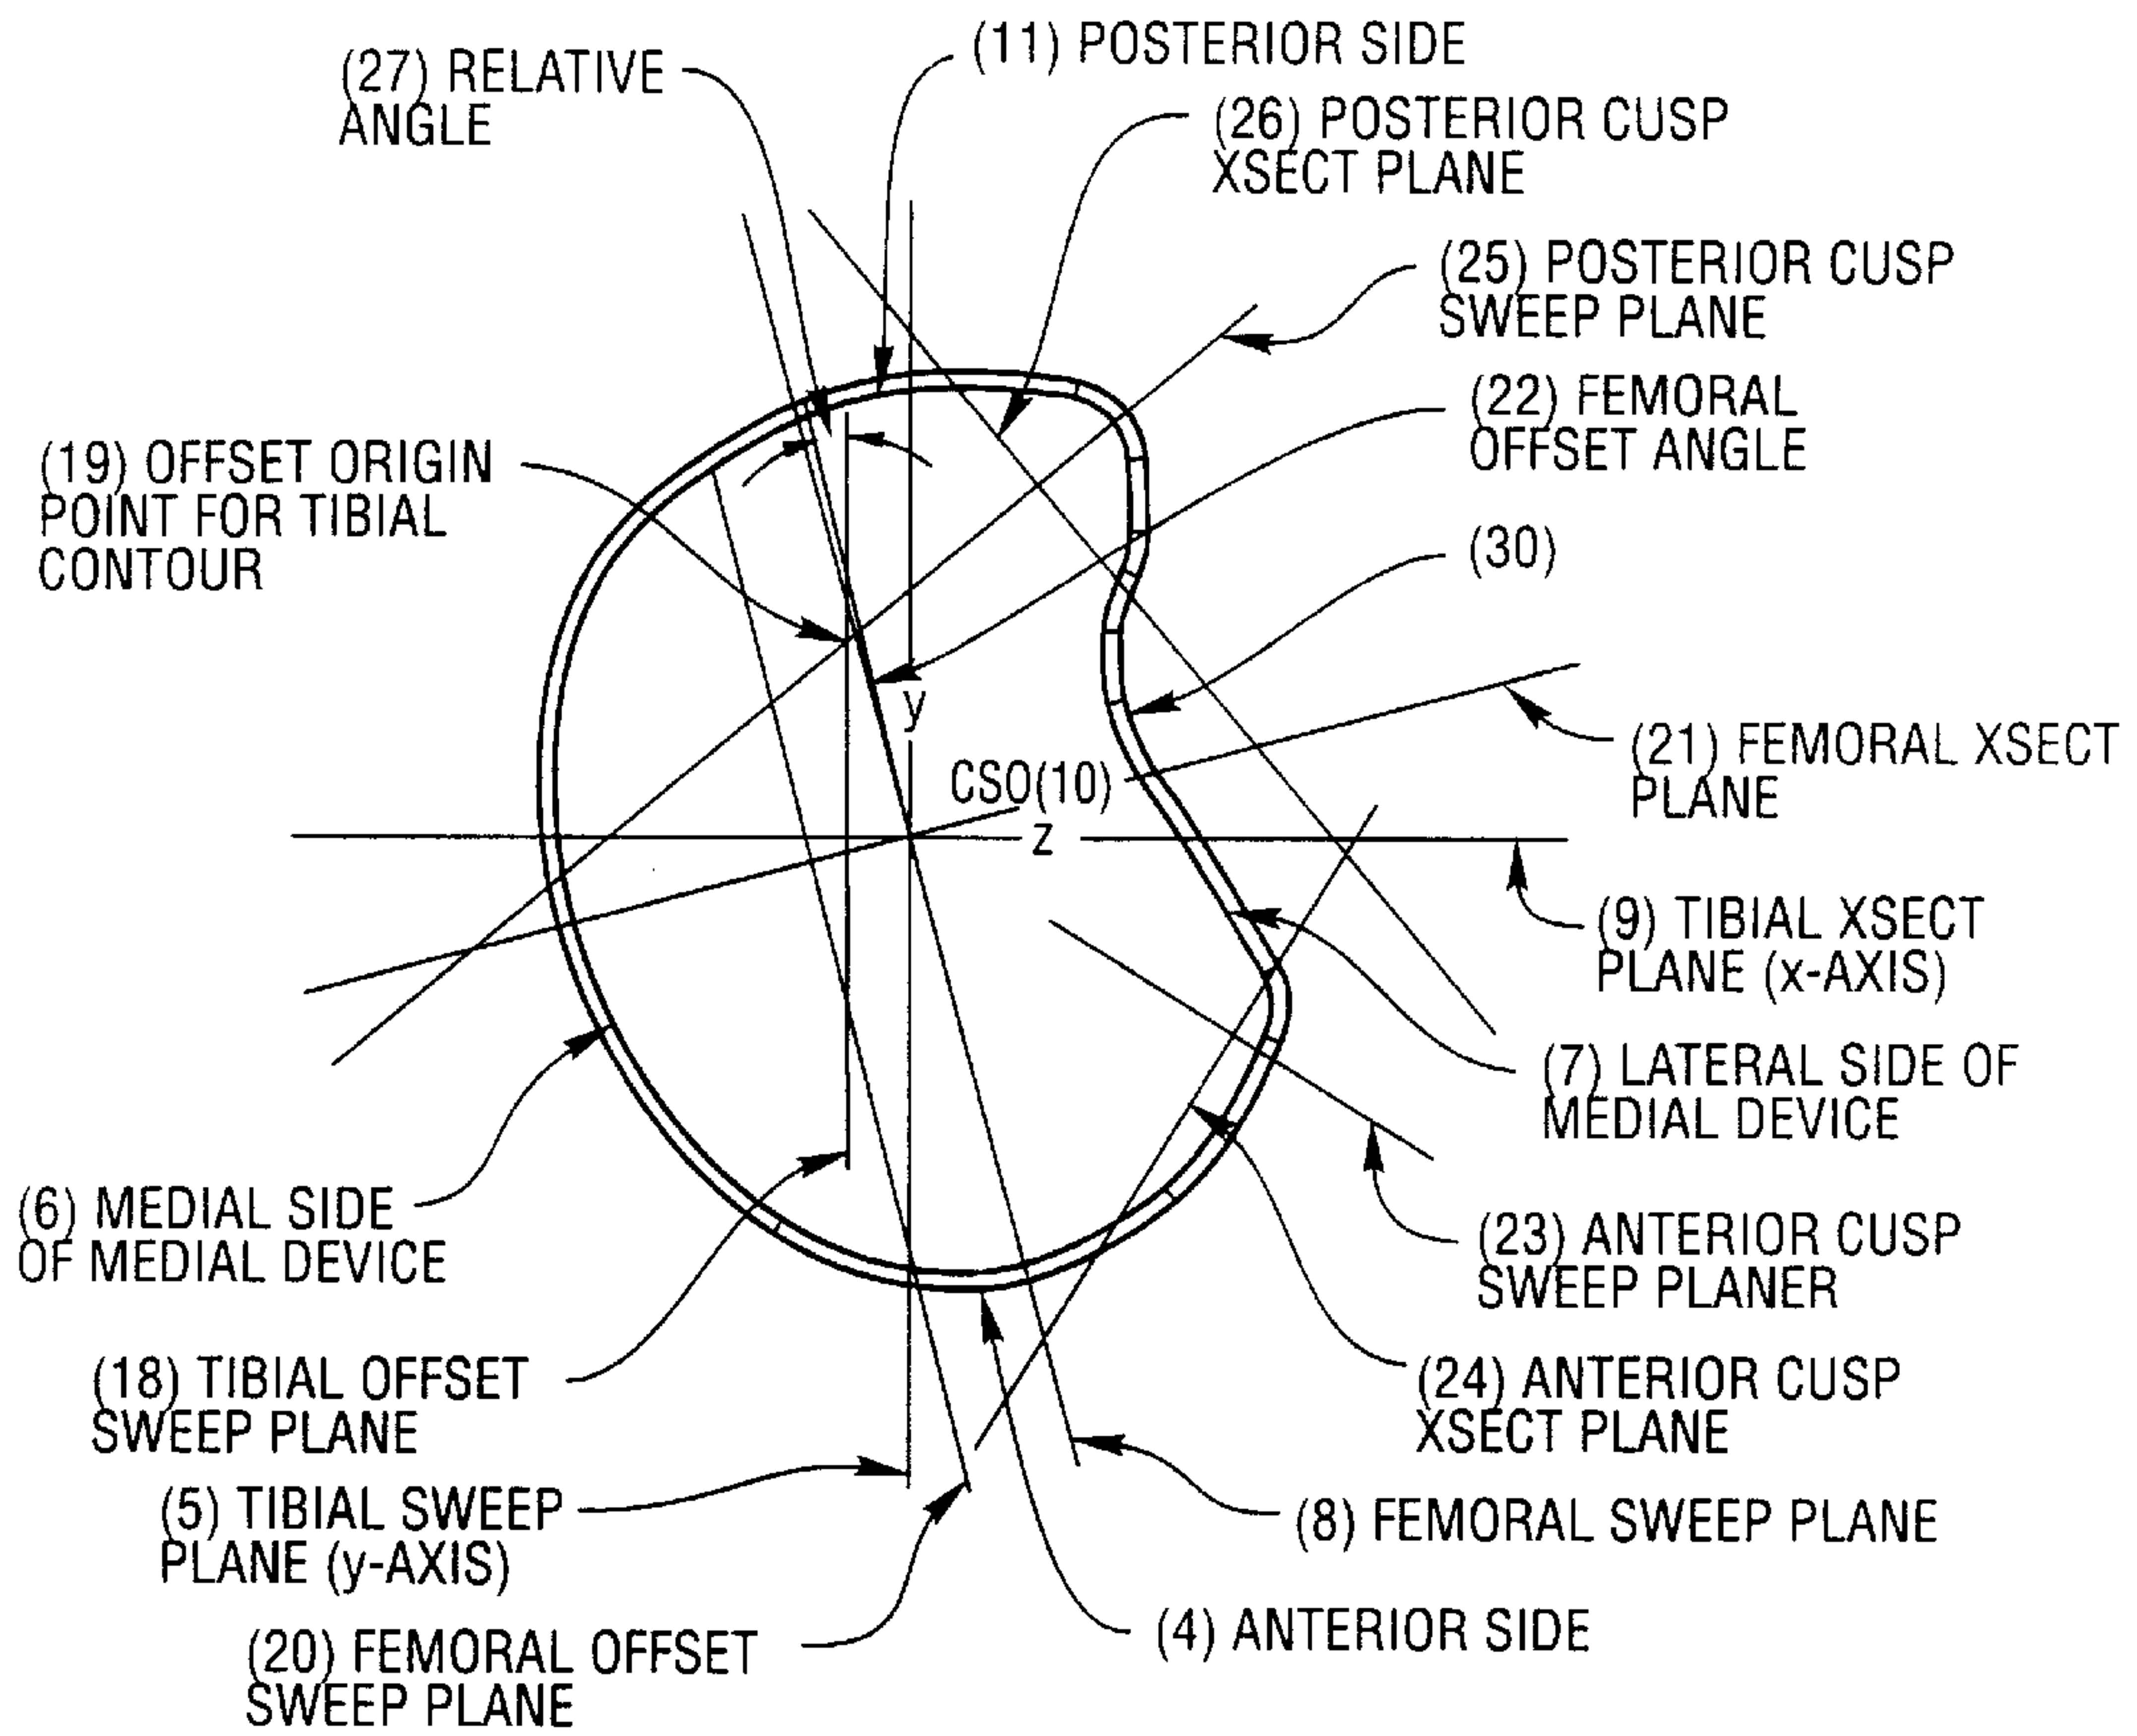 (27) RELATIVE
ANGLE
(11) POSTERIOR SIDE
(26) POSTERIOR CUSP
XSECT PLANE
(25) POSTERIOR CUSP
SWEEP PLANE
(22) FEMORAL
OFFSET ANGLE
(19) OFFSET ORIGIN
POINT FOR TIBIAL
CONTOUR
(30)
y
CSO(10)
z
(21) FEMORAL XSECT
PLANE
(9) TIBIAL XSECT
PLANE (x-AXIS)
(7) LATERAL SIDE OF
MEDIAL DEVICE
(6) MEDIAL SIDE
OF MEDIAL DEVICE
(23) ANTERIOR CUSP
SWEEP PLANER
(18) TIBIAL OFFSET
SWEEP PLANE
(24) ANTERIOR CUSP
XSECT PLANE
(5) TIBIAL SWEEP
PLANE (y-AXIS)
(8) FEMORAL SWEEP PLANE
(20) FEMORAL OFFSET
SWEEP PLANE
(4) ANTERIOR SIDE